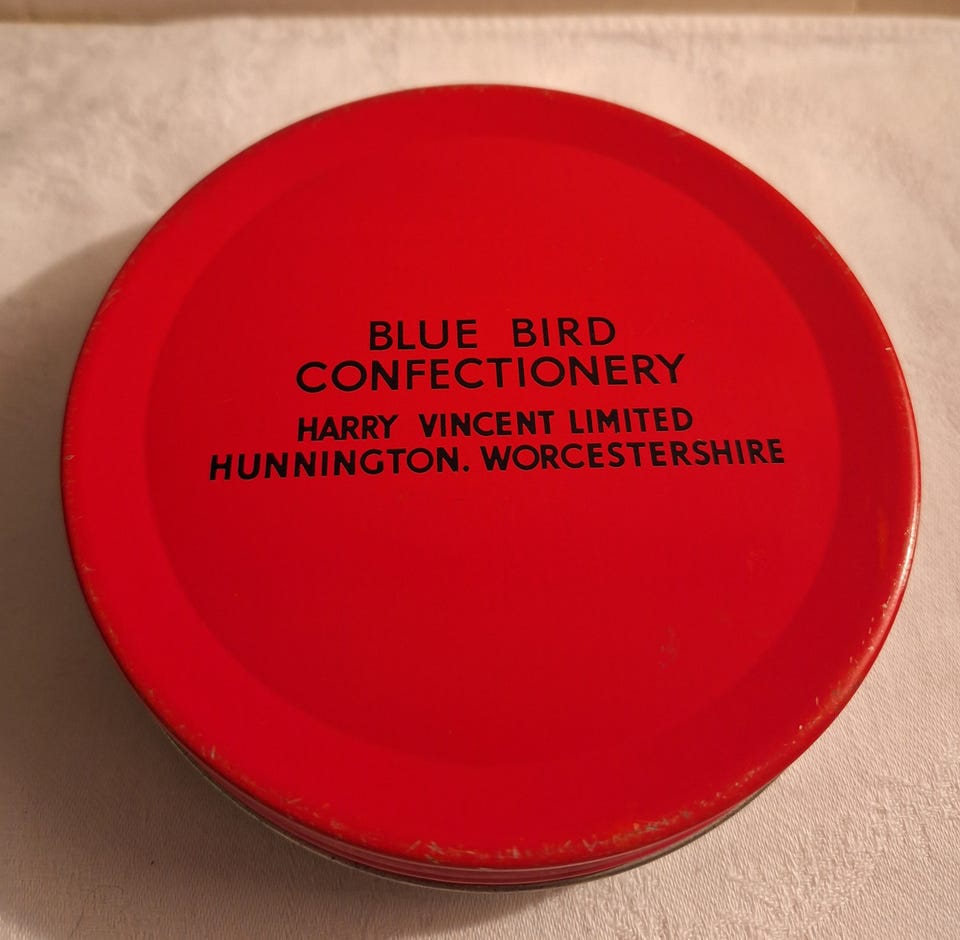 BLUE BIRD
CONFECTIONERY
HARRY VINCENT LIMITED
HUNNINGTON. WORCESTERSHIRE